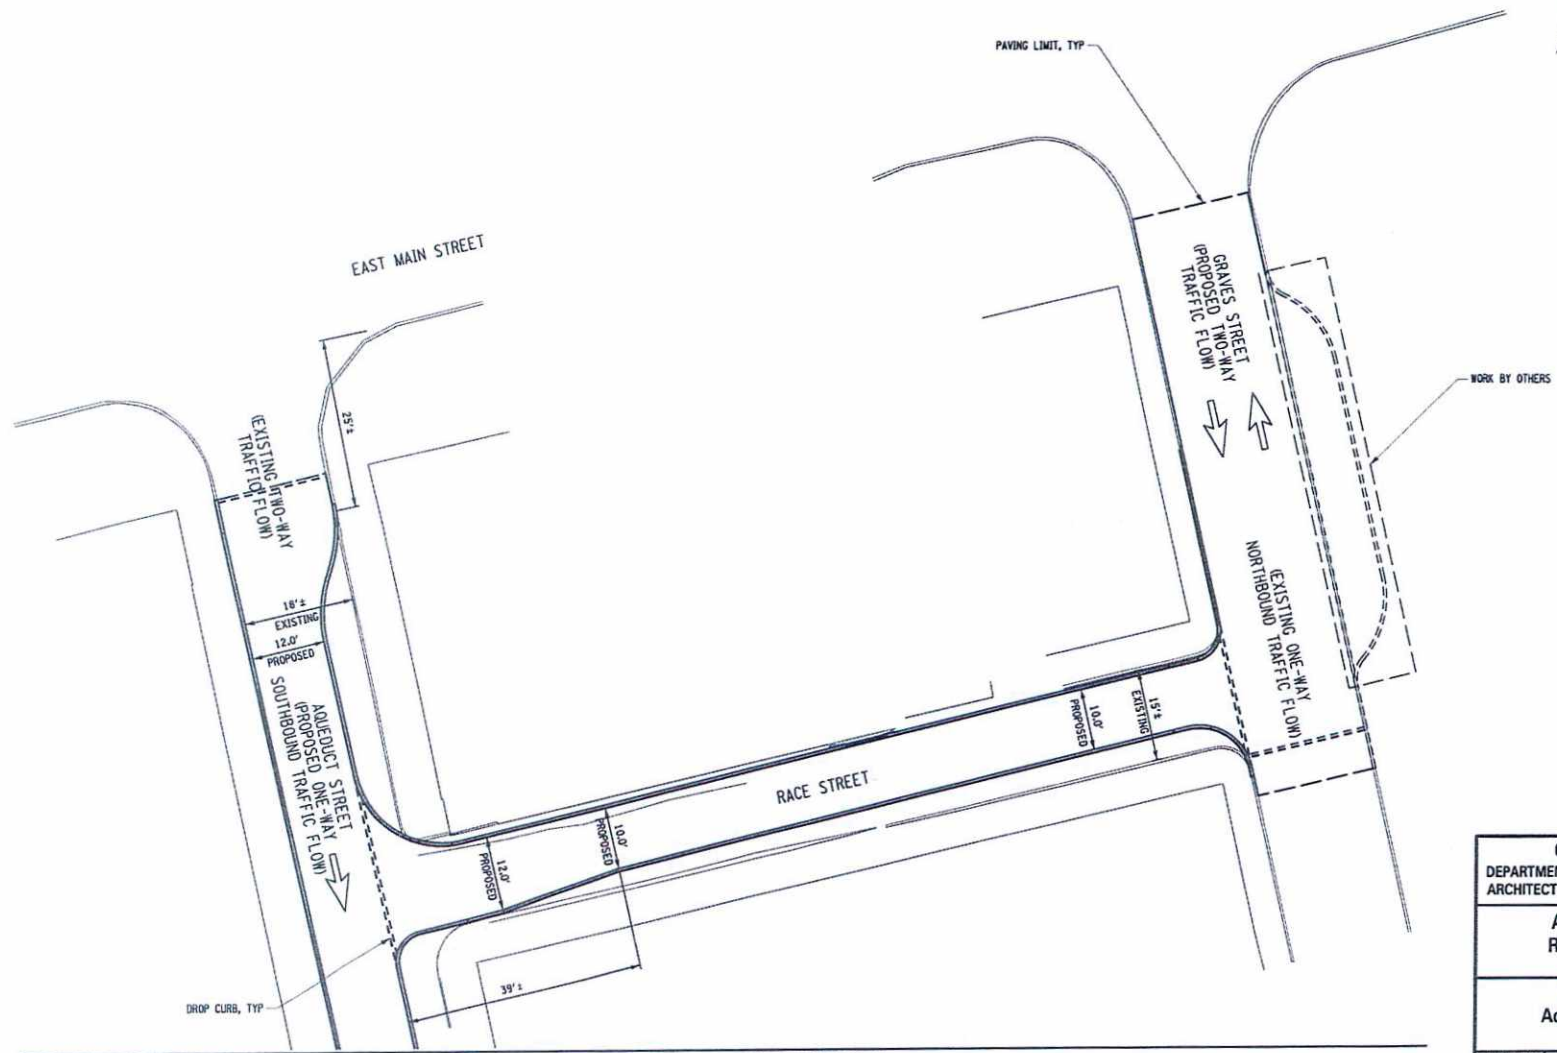 PAVING LIMIT, TYP
EAST MAIN STREET
GRAVES STREET
(PROPOSED TWO-WAY
TRAFFIC FLOW)
WORK BY OTHERS
25'±
(EXISTING TWO-WAY
TRAFFIC FLOW)
(EXISTING ONE-WAY
NORTHBOUND TRAFFIC FLOW)
EXISTING
12.0'
PROPOSED
AQUEDUCT STREET
(PROPOSED ONE-WAY
SOUTHBOUND TRAFFIC FLOW)
15'±
EXISTING
10.0'
PROPOSED
RACE STREET
10.0'
PROPOSED
12.0'
PROPOSED
39'±
DROP CURB, TYP
ARCHITECT